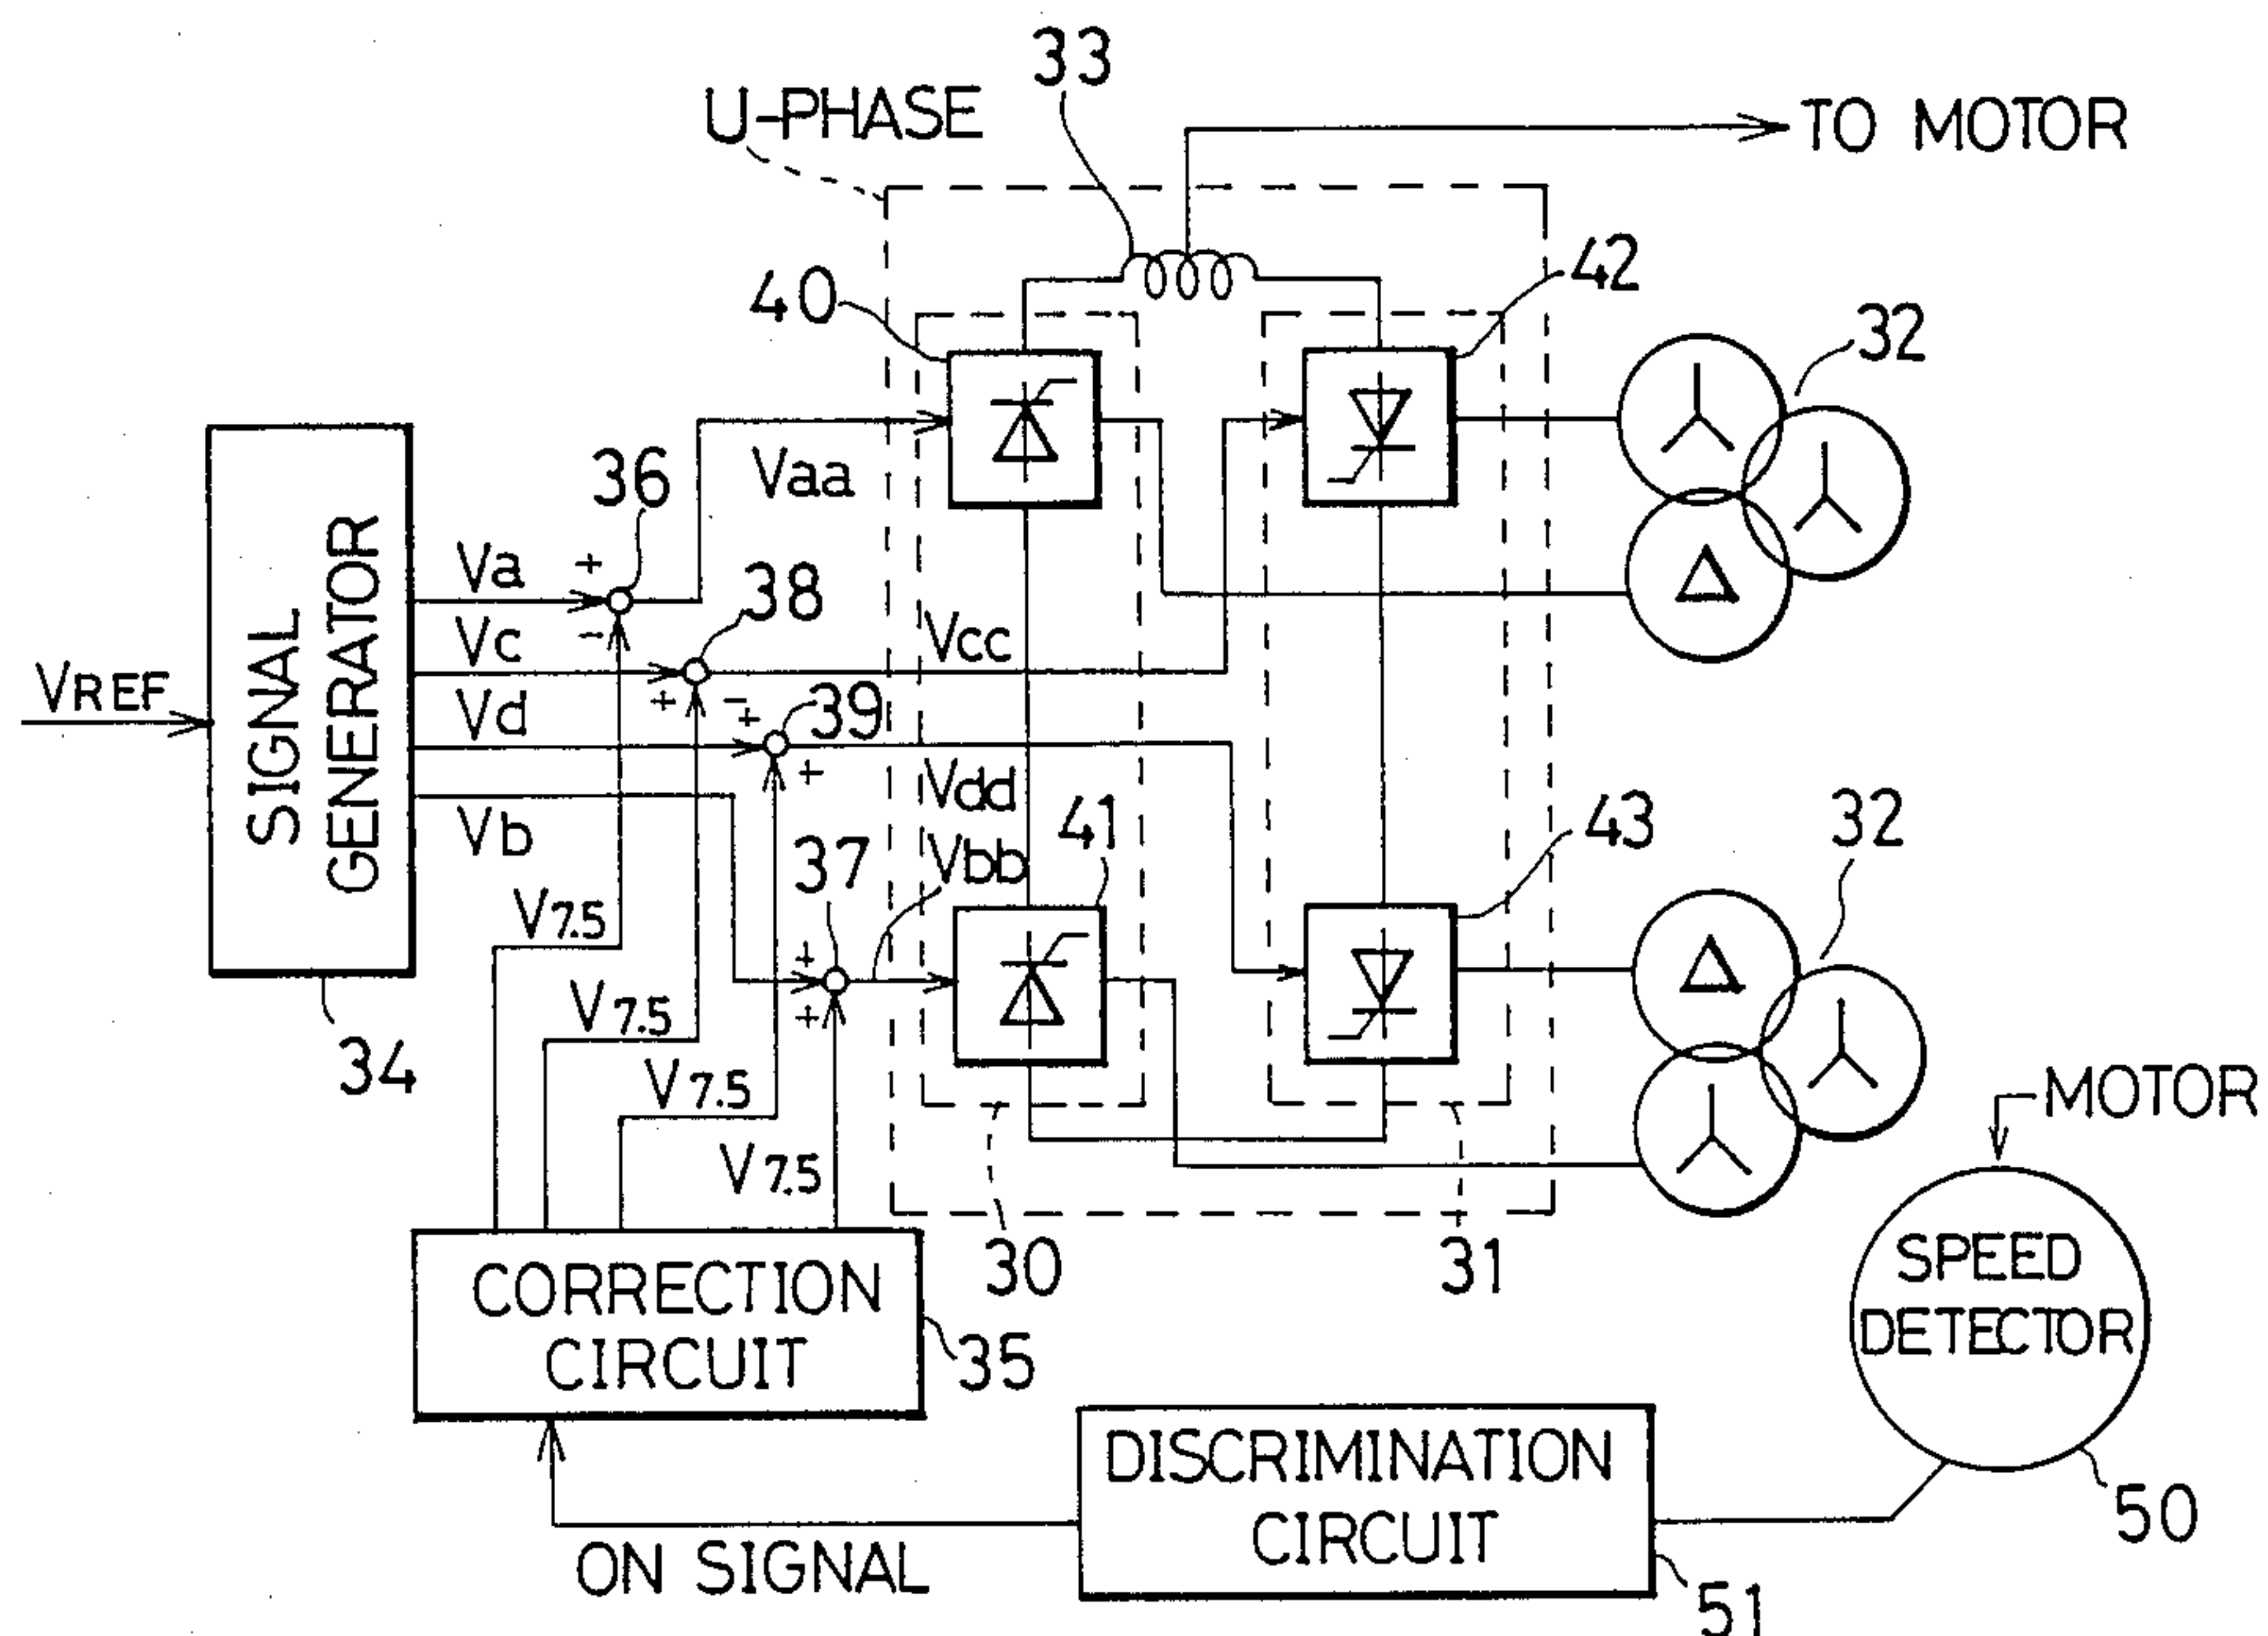 33
U-PHASE
TO MOTOR
40
42
32
36
Vaa
Va
+
-
38
Vc
Vcc
VREF
+
-
39
Vd
+
+
SIGNAL
GENERATOR
Vdd
Vb
41
43
32
37
Vbb
V7.5
+
+
V7.5
34
V7.5
MOTOR
V7.5
30
31
SPEED
DETECTOR
CORRECTION
CIRCUIT
35
DISCRIMINATION
CIRCUIT
50
ON SIGNAL
51